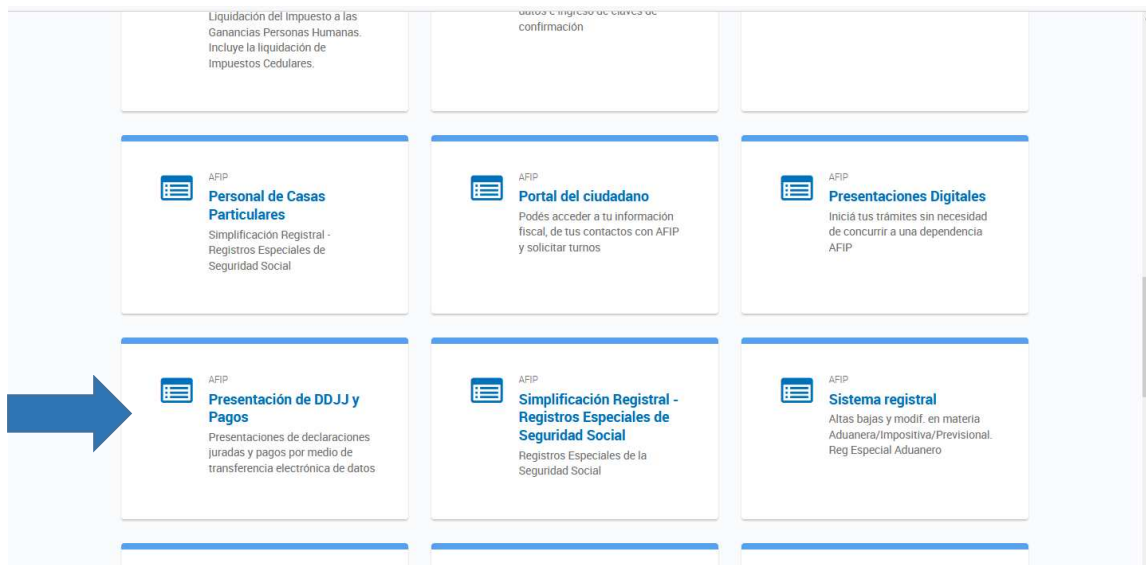 Liquidación del Impuesto a las
Ganancias Personas Humanas.
Incluye la liquidación de
Impuestos Cedulares.
datos e ingreso de claves de
confirmación
AFIP
Personal de Casas
Particulares
Simplificación Registral -
Registros Especiales de
Seguridad Social
AFIP
Portal del ciudadano
Podés acceder a tu información
fiscal, de tus contactos con AFIP
y solicitar turnos
AFIP
Presentaciones Digitales
Iniciá tus trámites sin necesidad
de concurrir a una dependencia
AFIP
AFIP
Presentación de DDJJ y
Pagos
Presentaciones de declaraciones
juradas y pagos por medio de
transferencia electrónica de datos
AFIP
Simplificación Registral -
Registros Especiales de
Seguridad Social
Registros Especiales de la
Seguridad Social
AFIP
Sistema registral
Altas bajas y modif. en materia
Aduanera/Impositiva/Previsional.
Reg Especial Aduanero